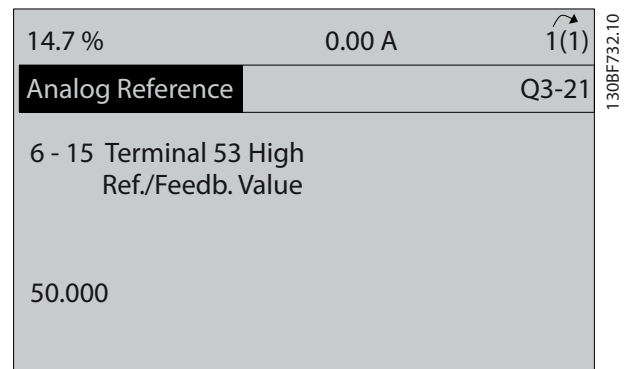 14.7 % 0.00 A 1(1)
Analog Reference Q3-21
6 - 15 Terminal 53 High
Ref./Feedb. Value
50.000
130BF732.10